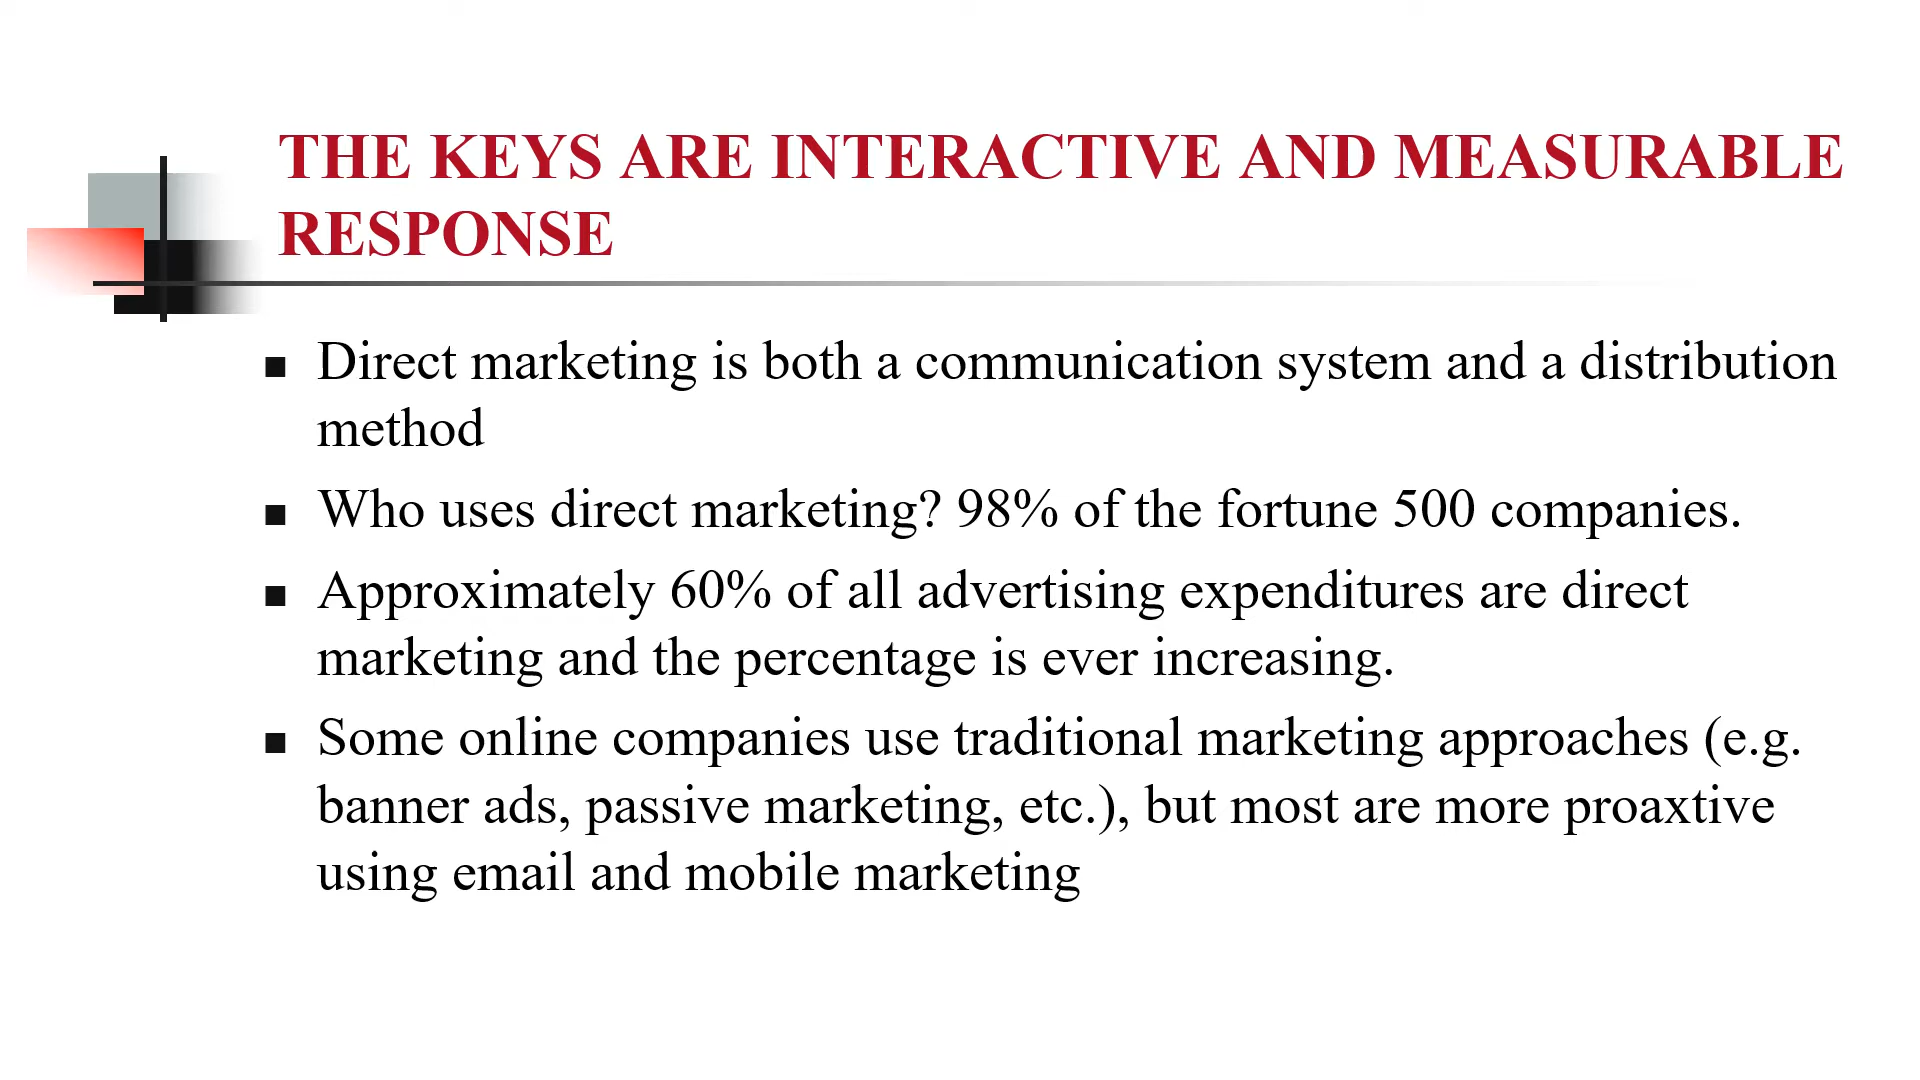 THE KEYS ARE INTERACTIVE AND MEASURABLE
RESPONSE
Direct marketing is both a communication system and a distribution
method
Who uses direct marketing? 98% of the fortune 500 companies.
Approximately 60% of all advertising expenditures are direct
marketing and the percentage is ever increasing.
Some online companies use traditional marketing approaches (e.g.
banner ads, passive marketing, etc.), but most are more proaxtive
using email and mobile marketing